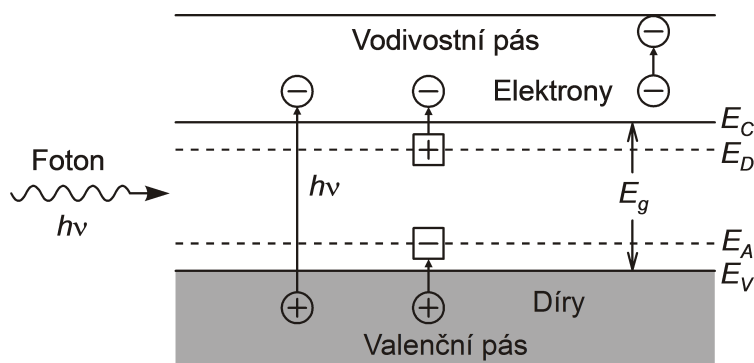 Vodivostní pás
Elektrony
E_C
E_D
Foton
hν
hν
E_g
E_A
E_V
Díry
Valenční pás